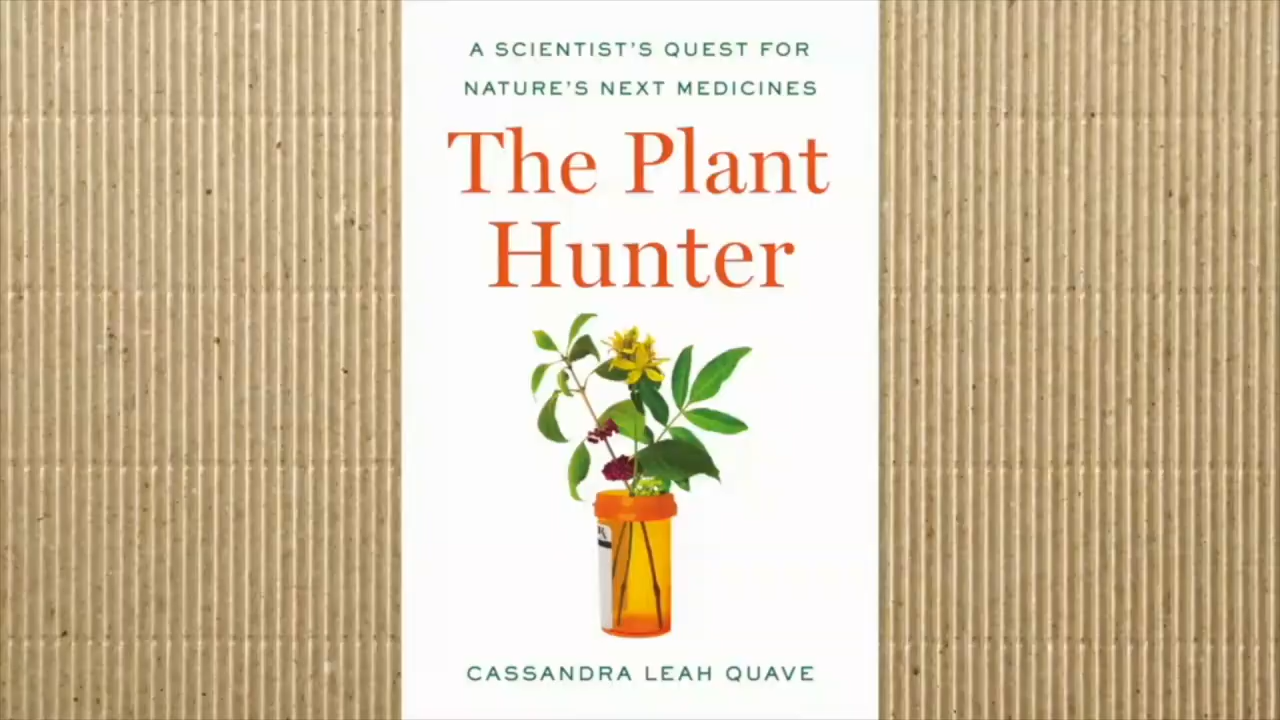 A SCIENTIST'S QUEST FOR
NATURE'S NEXT MEDICINES
The Plant
Hunter
CASSANDRA LEAH QUAVE